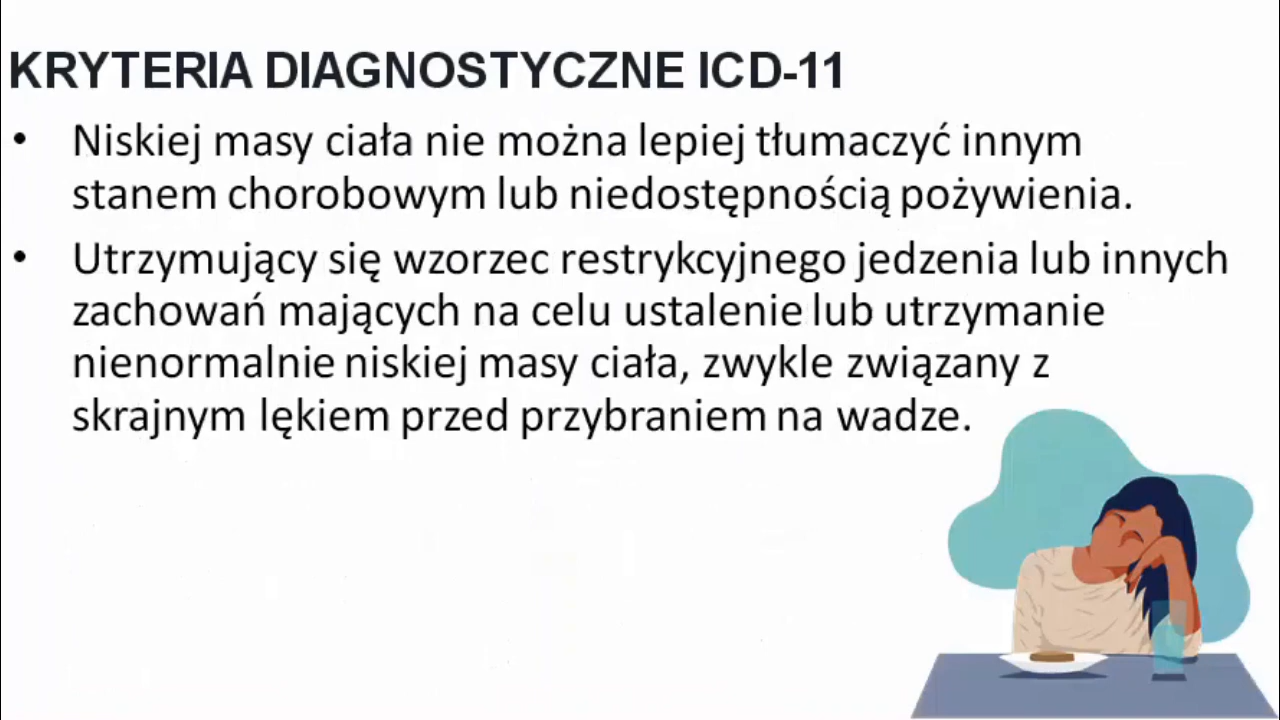 KRYTERIA DIAGNOSTYCZNE ICD-11
• Niskiej masy ciała nie można lepiej tłumaczyć innym
stanem chorobowym lub niedostępnością pożywienia.
• Utrzymujący się wzorzec restrykcyjnego jedzenia lub innych
zachowań mających na celu ustalenie lub utrzymanie
nienormalnie niskiej masy ciała, zwykle związany z
skrajnym lękiem przed przybraniem na wadze.